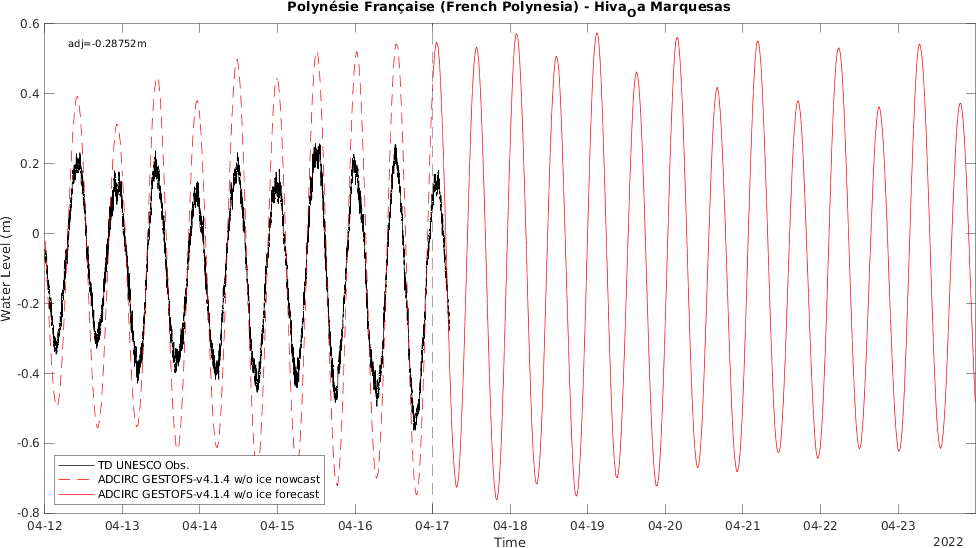 Polynésie Française (French Polynesia) - Hiva_Oa Marquesas
adj=-0.28752m
0.6
0.4
0.2
0
-0.2
-0.4
-0.6
-0.8
Water Level (m)
TD UNESCO Obs.
ADCIRC GESTOFS-v4.1.4 w/o ice nowcast
ADCIRC GESTOFS-v4.1.4 w/o ice forecast
04-12 04-13 04-14 04-15 04-16 04-17 04-18 04-19 04-20 04-21 04-22 04-23
Time
2022